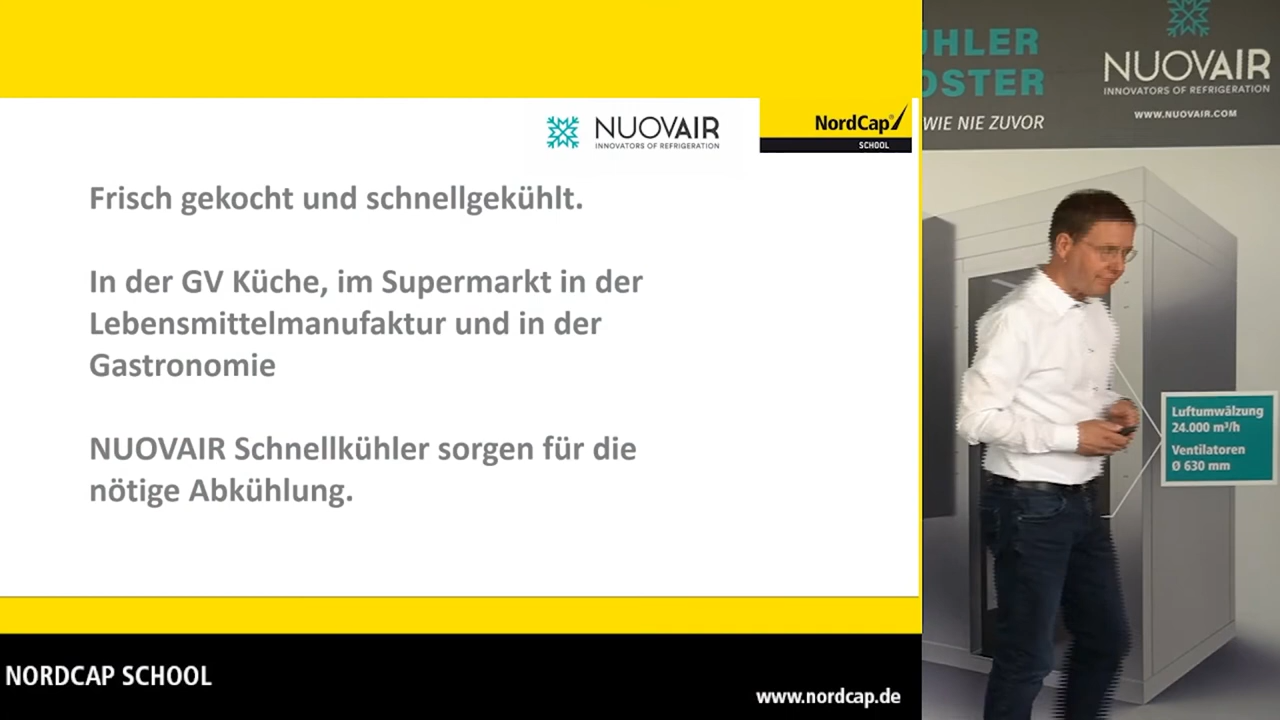 NUOVAIR
INNOVATORS OF REFRIGERATION
NordCap®
SCHOOL
Frisch gekocht und schnellgekühlt.
In der GV Küche, im Supermarkt in der
Lebensmittelmanufaktur und in der
Gastronomie
NUOVAIR Schnellkühler sorgen für die
nötige Abkühlung.
NORDCAP SCHOOL
www.nordcap.de
ÜHLER
OSTER
WIE NIE ZUVOR
NUOVAIR
INNOVATORS OF REFRIGERATION
WWW.NUOVAIR.COM
Luftumwälzung
24.000 m³/h
Ventilatoren
Ø 630 mm